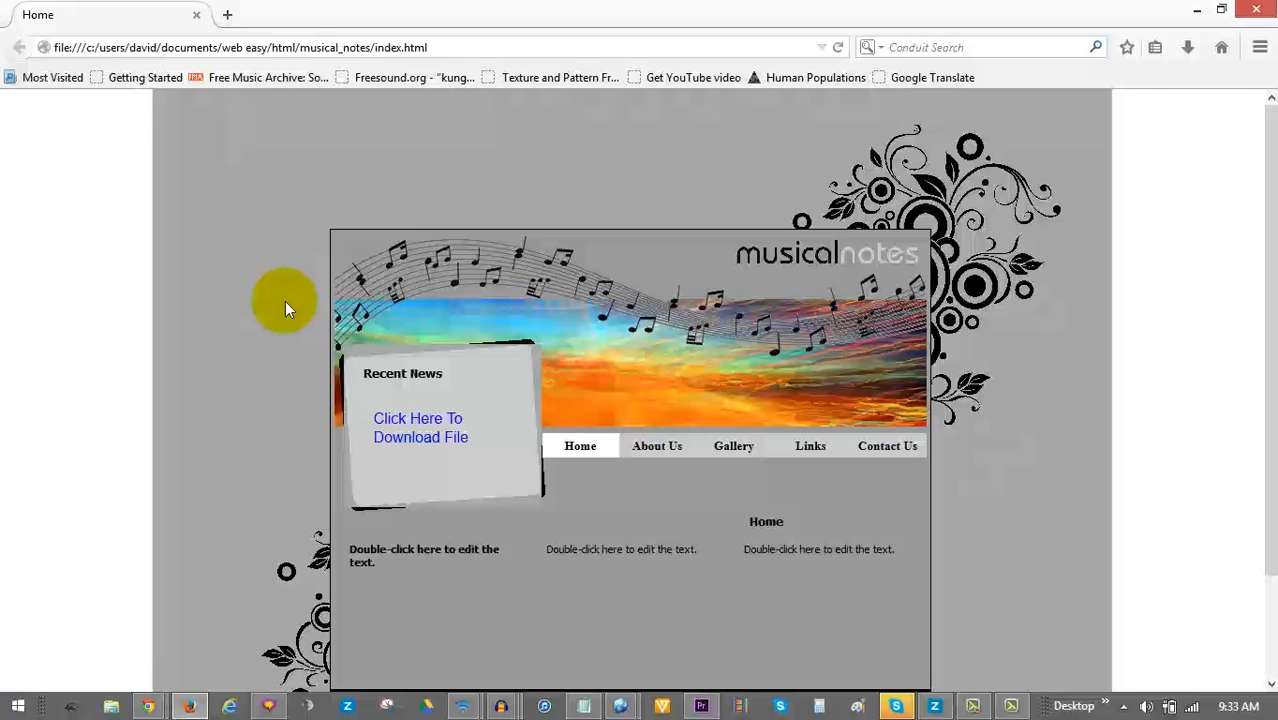 Home
file:///c:/users/david/documents/web easy/html/musical_notes/index.html
Conduit Search
Most Visited
Getting Started
Free Music Archive: So...
Freesound.org - "kung...
Texture and Pattern Fr...
Get YouTube video
Human Populations
Google Translate
musicalnotes
Recent News
Click Here To
Download File
Home
About Us
Gallery
Links
Contact Us
Home
Double-click here to edit the
text.
Double-click here to edit the text.
Double-click here to edit the text.
Desktop
9:33 AM